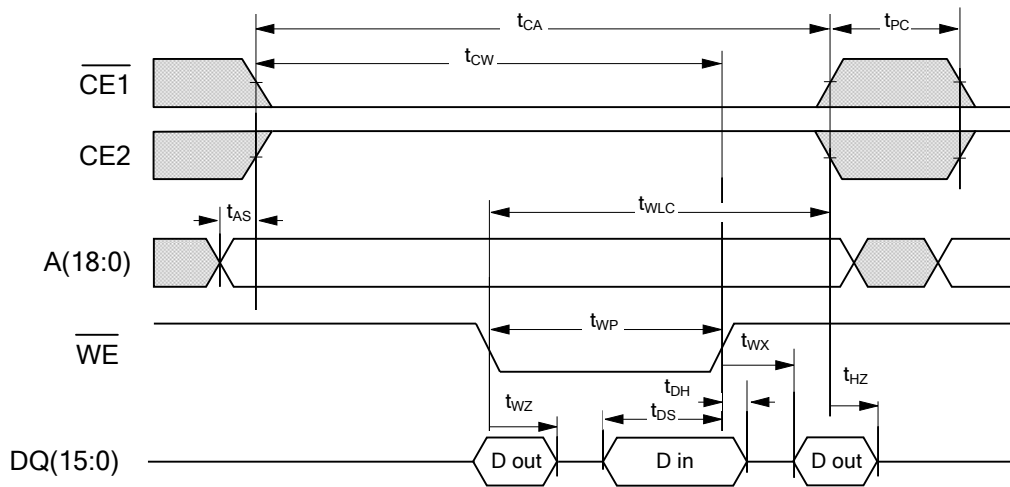 tCA
tPC
tCW
CE1
CE2
tAS
tWLC
A(18:0)
tWP
WE
tWX
tHZ
tDH
tWZ
tDS
DQ(15:0)
D out
D in
D out